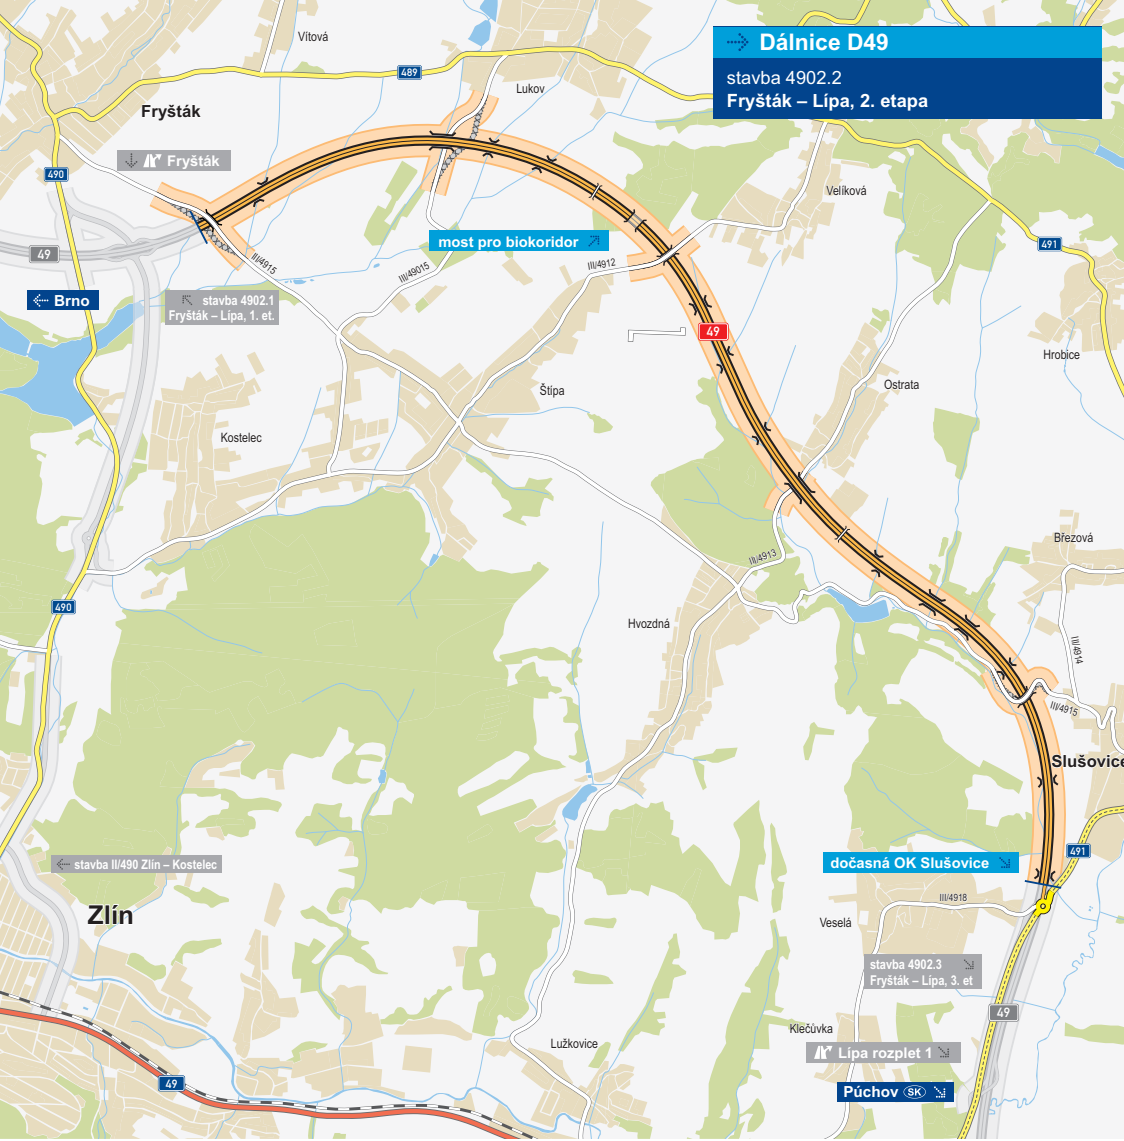 Vítová
Dálnice D49
stavba 4902.2
Fryšták – Lípa, 2. etapa
489
Lukov
Fryšták
Fryšták
490
Velíková
49
III/4915
most pro biokoridor
III/49015
III/4912
491
Brno
stavba 4902.1
Fryšták – Lípa, 1. et.
49
Hrobice
Štípa
Ostrata
Kostelec
Březová
III/4913
490
Hvozdná
III/4914
III/4915
Slušovice
491
stavba II/490 Zlín – Kostelec
dočasná OK Slušovice
III/4918
Zlín
Veselá
stavba 4902.3
Fryšták – Lípa, 3. et
49
Klečůvka
Lužkovice
Lípa rozplet 1
49
Púchov SK